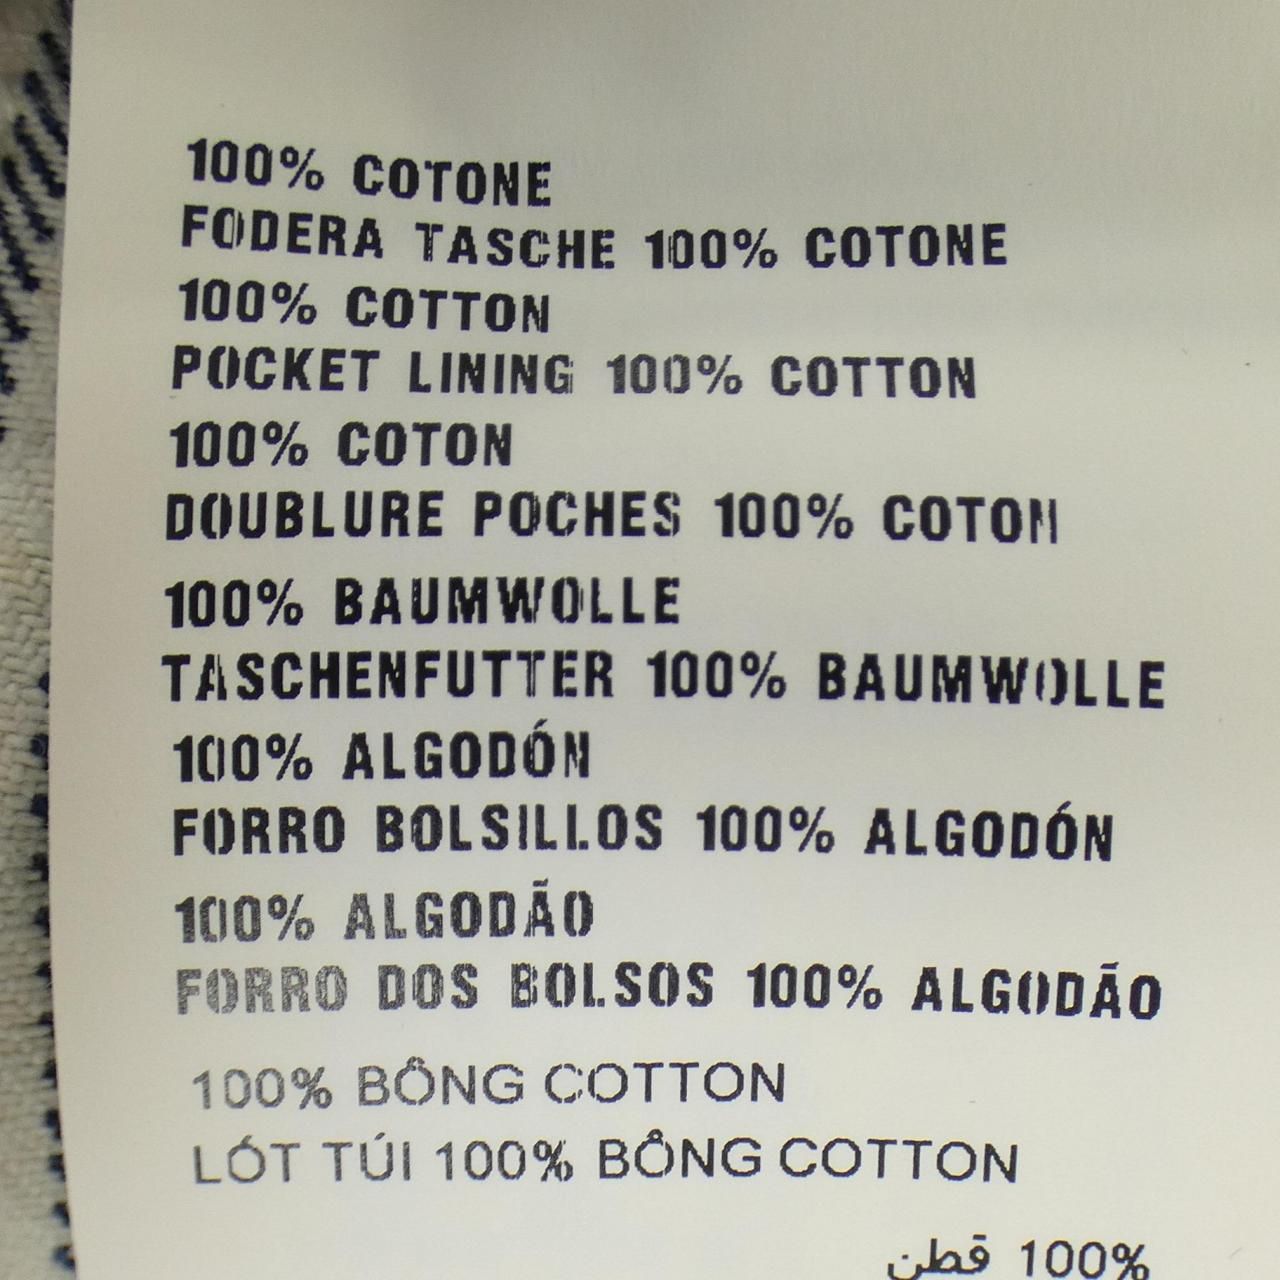 100% COTONE
FODERA TASCHE 100% COTONE
100% COTTON
POCKET LINING 100% COTTON
100% COTON
DOUBLURE POCHES 100% COTON
100% BAUMWOLLE
TASCHENFUTTER 100% BAUMWOLLE
100% ALGODÓN
FORRO BOLSILLOS 100% ALGODÓN
100% ALGODÃO
FORRO DOS BOLSOS 100% ALGODÃO
100% BÔNG COTTON
LÓT TÚI 100% BÔNG COTTON
100% قطن